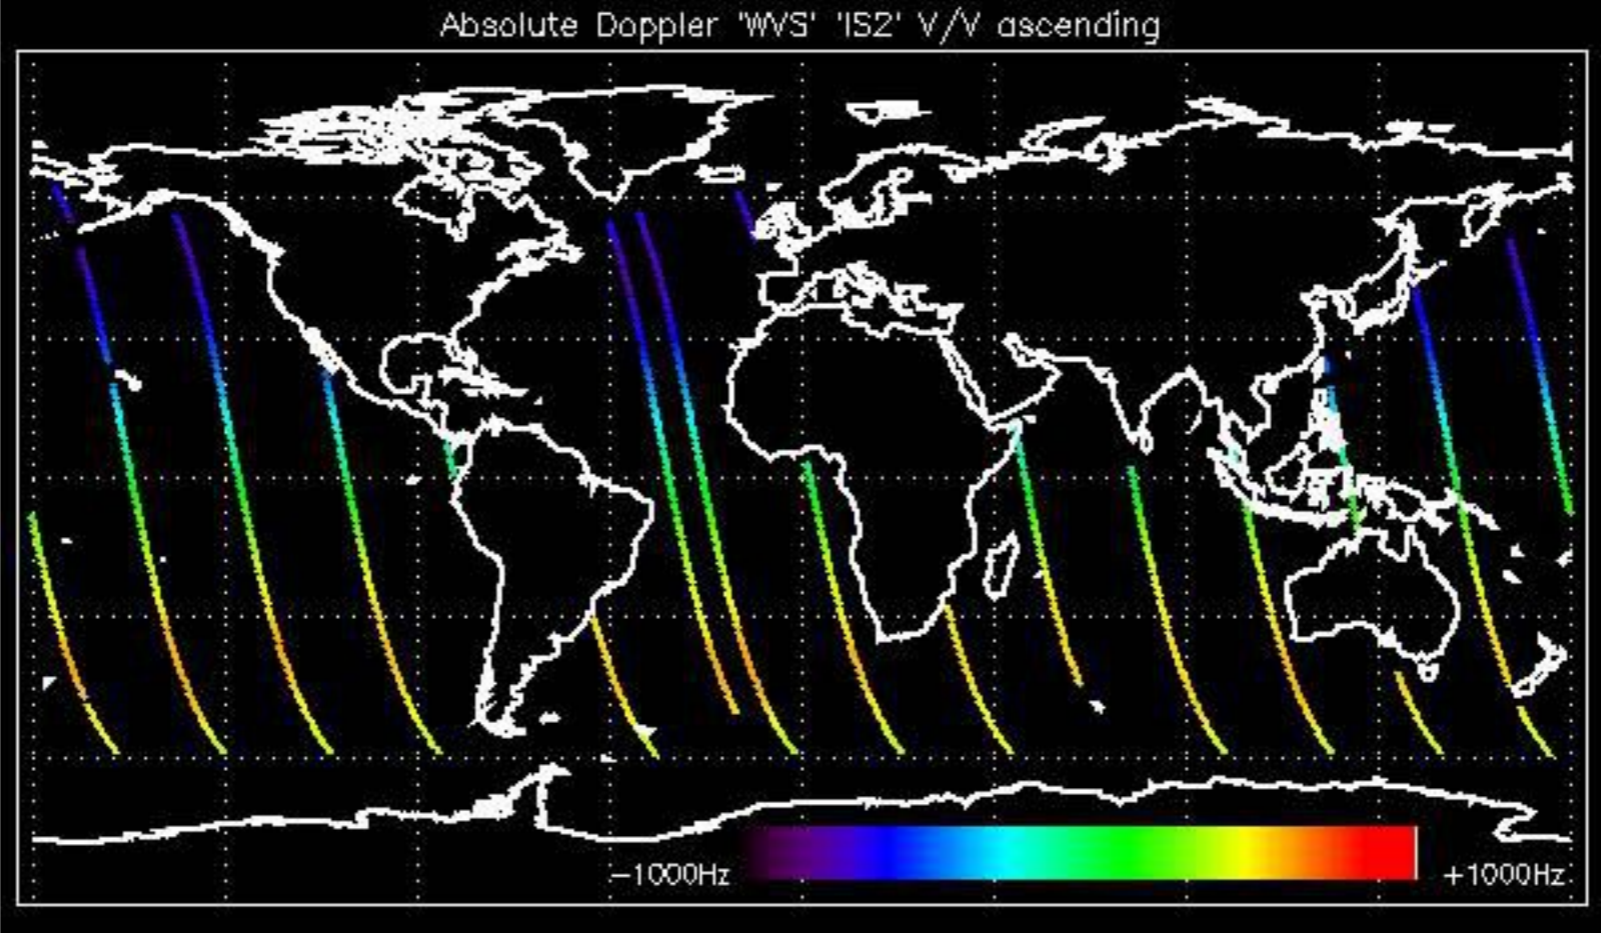 Absolute Doppler 'WVS' 'IS2' V/V ascending
-1000Hz +1000Hz